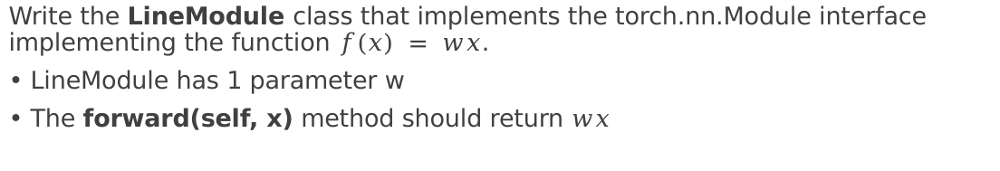 Write the LineModule class that implements the torch.nn.Module interface
implementing the function f(x) = wx.
• LineModule has 1 parameter w
• The forward(self, x) method should return wx